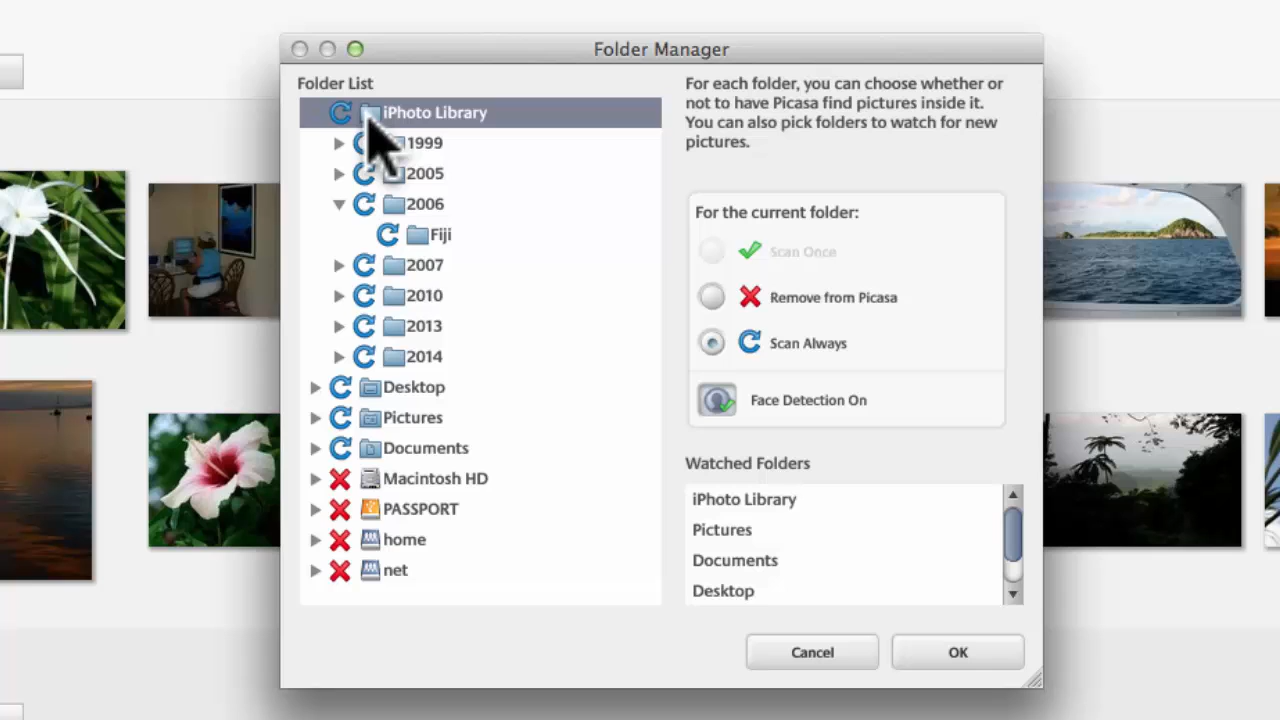 Folder Manager
Folder List
iPhoto Library
1999
2005
2006
Fiji
2007
2010
2013
2014
Desktop
Pictures
Documents
Macintosh HD
PASSPORT
home
net
For each folder, you can choose whether or
not to have Picasa find pictures inside it.
You can also pick folders to watch for new
pictures.
For the current folder:
Scan Once
Remove from Picasa
Scan Always
Face Detection On
Watched Folders
iPhoto Library
Pictures
Documents
Desktop
Cancel
OK